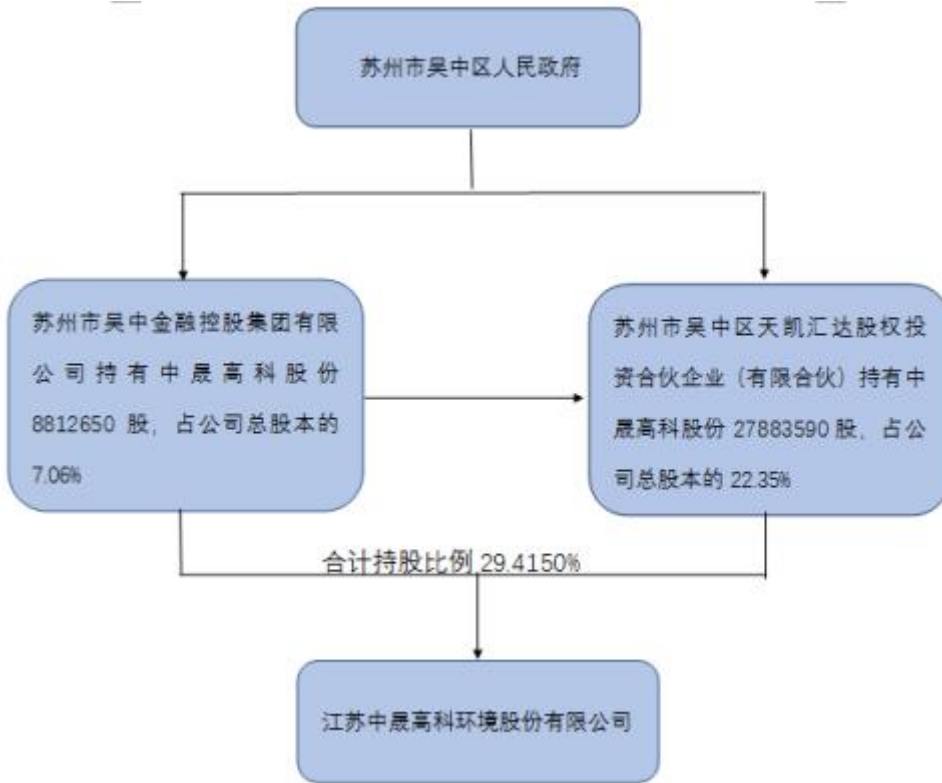 苏州市吴中区人民政府
苏州市吴中金融控股集团有限
公司持有中晟高科股份
8812650 股，占公司总股本的
7.06%
苏州市吴中区天凯汇达股权投
资合伙企业（有限合伙）持有中
晟高科股份 27883590 股，占公
司总股本的 22.35%
合计持股比例 29.4150%
江苏中晟高科环境股份有限公司